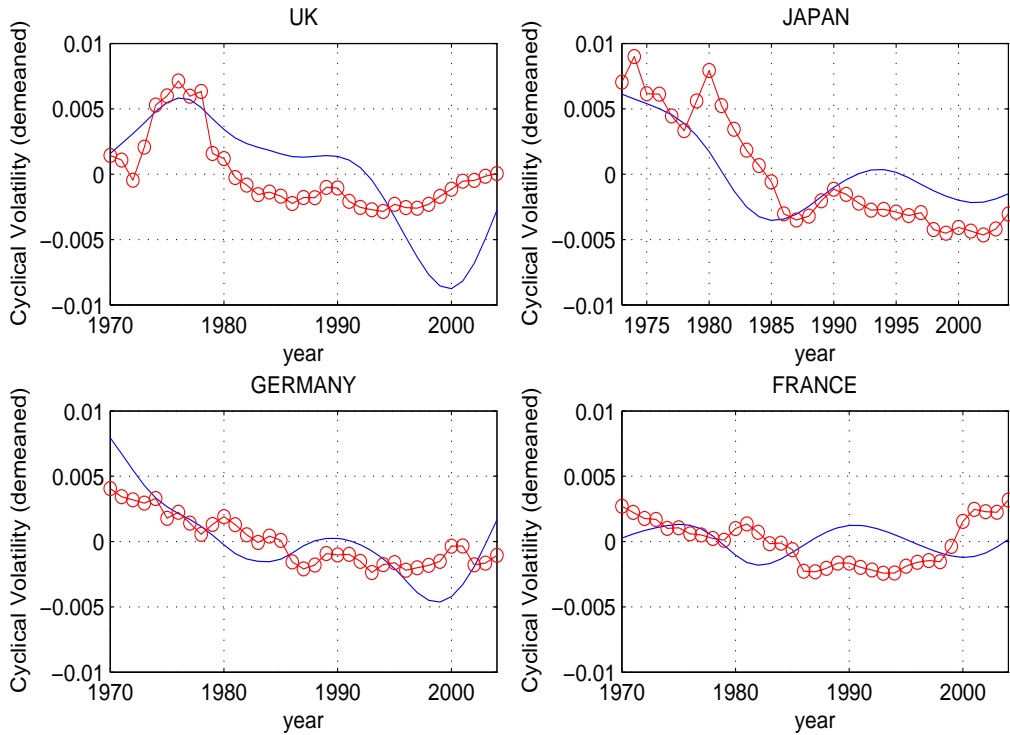 UK
JAPAN
0.01
0.005
0
−0.005
−0.01
Cyclical Volatility (demeaned)
1970 1980 1990 2000
year
0.01
0.005
0
−0.005
−0.01
Cyclical Volatility (demeaned)
1975 1980 1985 1990 1995 2000
year
GERMANY
FRANCE
0.01
0.005
0
−0.005
−0.01
Cyclical Volatility (demeaned)
1970 1980 1990 2000
year
0.01
0.005
0
−0.005
−0.01
Cyclical Volatility (demeaned)
1970 1980 1990 2000
year